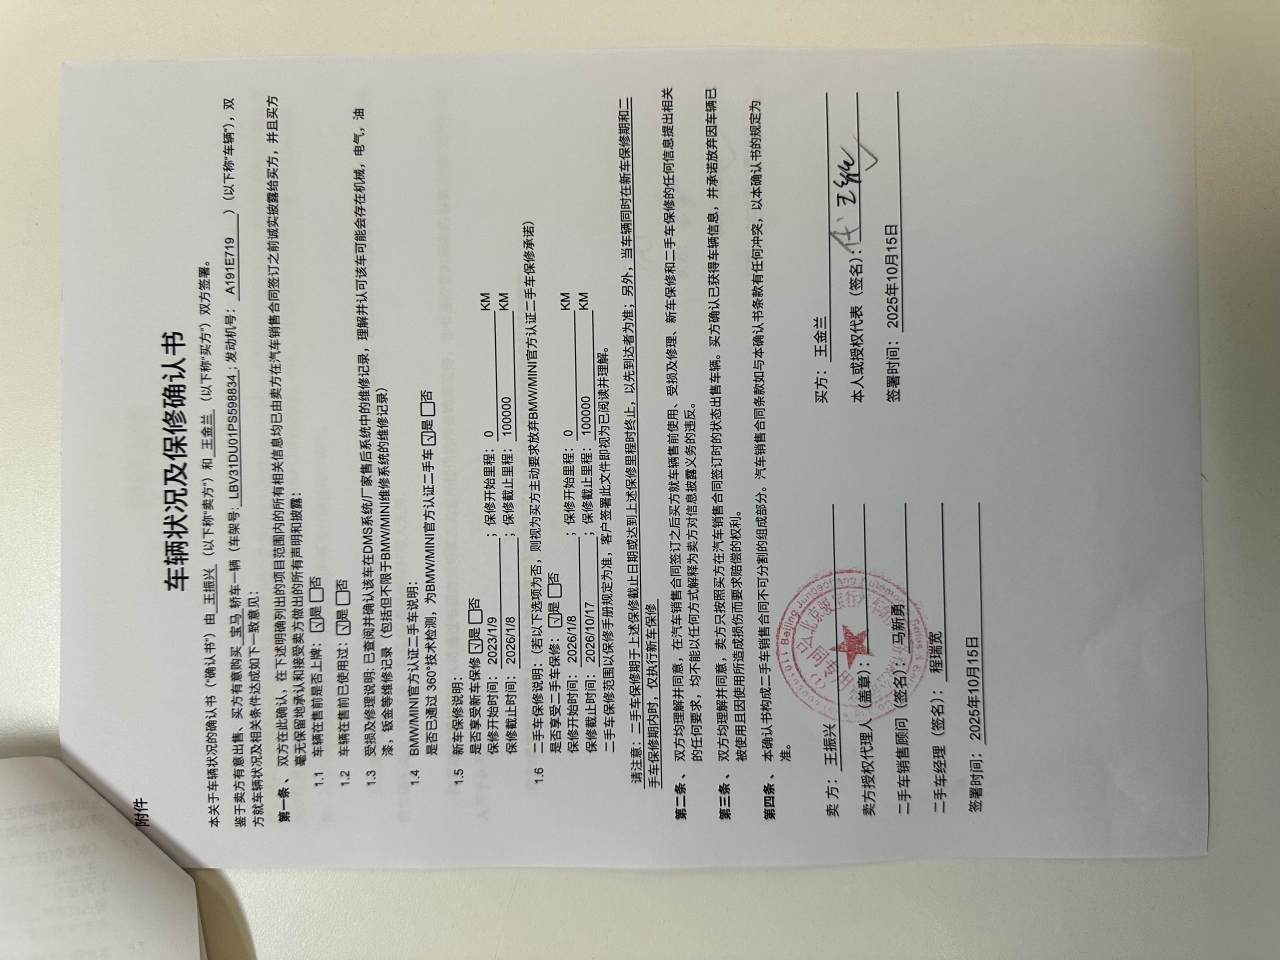 附件
车辆状况及保修确认书
本关于车辆状况的确认书（“确认书”）由 王振兴 （以下称“卖方”）和 王金兰 （以下称“买方”）双方签署。
鉴于卖方有意出售、买方有意购买 宝马 轿车一辆（车架号: LBV31DU01PS598834 ; 发动机号: A191E719 ）（以下称“车辆”），双
方就车辆状况及相关条件达成如下一致意见：
第一条 、 双方在此确认，在下述明确列出的项目范围内的所有相关信息均已由卖方在汽车销售合同签订之前诚实披露给买方，并且买方
毫无保留地承认和接受卖方做出的所有声明和披露：
1.1 车辆在售前是否上牌：☑是 □否
1.2 车辆在售前已使用过：☑是 □否
1.3 受损及修理说明: 已查阅并确认该车在DMS系统/厂家售后系统中的维修记录，理解并认可该车可能会存在机械，电气，油
漆，钣金等维修记录（包括但不限于BMW/MINI维修系统的维修记录）
1.4 BMW/MINI官方认证二手车说明：
是否已通过 360°技术检测，为BMW/MINI官方认证二手车 ☑是 □否
1.5 新车保修说明：
是否享受新车保修 ☑是 □否
保修开始时间： 2023/1/9 ；保修开始里程： 0 KM
保修截止时间： 2026/1/8 ；保修截止里程： 100000 KM
1.6 二手车保修说明：（若以下选项为否，则视为买方主动要求放弃BMW/MINI官方认证二手车保修承诺）
是否享受二手车保修：☑是 □否
保修开始时间： 2026/1/8 ；保修开始里程： 0 KM
保修截止时间： 2026/10/17 ；保修截止里程： 100000 KM
二手车保修范围以保修手册规定为准，客户签署此文件即视为已阅读并理解。
请注意：二手车保修期于上述保修截止日期或达到上述保修里程时终止，以先到达者为准；另外，当车辆同时在新车保修期和二
手车保修期内时，仅执行新车保修
第二条 、 双方均理解并同意，在汽车销售合同签订之后买方就车辆售前使用、受损及修理、新车保修和二手车保修的任何信息提出相关
的任何要求，均不能以任何方式解释为卖方对信息披露义务的违反。
第三条 、 双方均理解并同意，卖方只按照买方在汽车销售合同签订时的状态出售车辆。买方确认已获得车辆信息，并承诺放弃因车辆已
被使用且因使用所造成损伤而要求赔偿的权利。
第四条 、 本确认书构成二手车销售合同不可分割的组成部分。汽车销售合同条款如与本确认书条款有任何冲突，以本确认书的规定为
准。
卖 方： 王振兴
卖方授权代理人（盖章）：
二手车销售顾问（签名）： 马新勇
二手车经理（签名）： 程瑞宽
签署时间： 2025年10月15日
买方： 王金兰
本人或授权代表（签名）：代
签署时间： 2025年10月15日